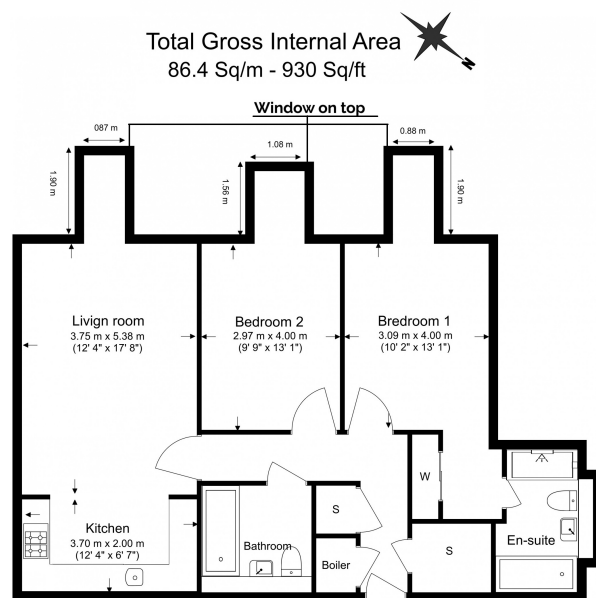 Total Gross Internal Area
86.4 Sq/m - 930 Sq/ft
N
Window on top
087 m
1.08 m
0.88 m
1.90 m
1.56 m
1.90 m
Livign room
3.75 m x 5.38 m
(12' 4" x 17' 8")
Bedroom 2
2.97 m x 4.00 m
(9' 9" x 13' 1")
Bredroom 1
3.09 m x 4.00 m
(10' 2" x 13' 1")
W
Kitchen
3.70 m x 2.00 m
(12' 4" x 6' 7")
Bathroom
S
Boiler
S
En-suite